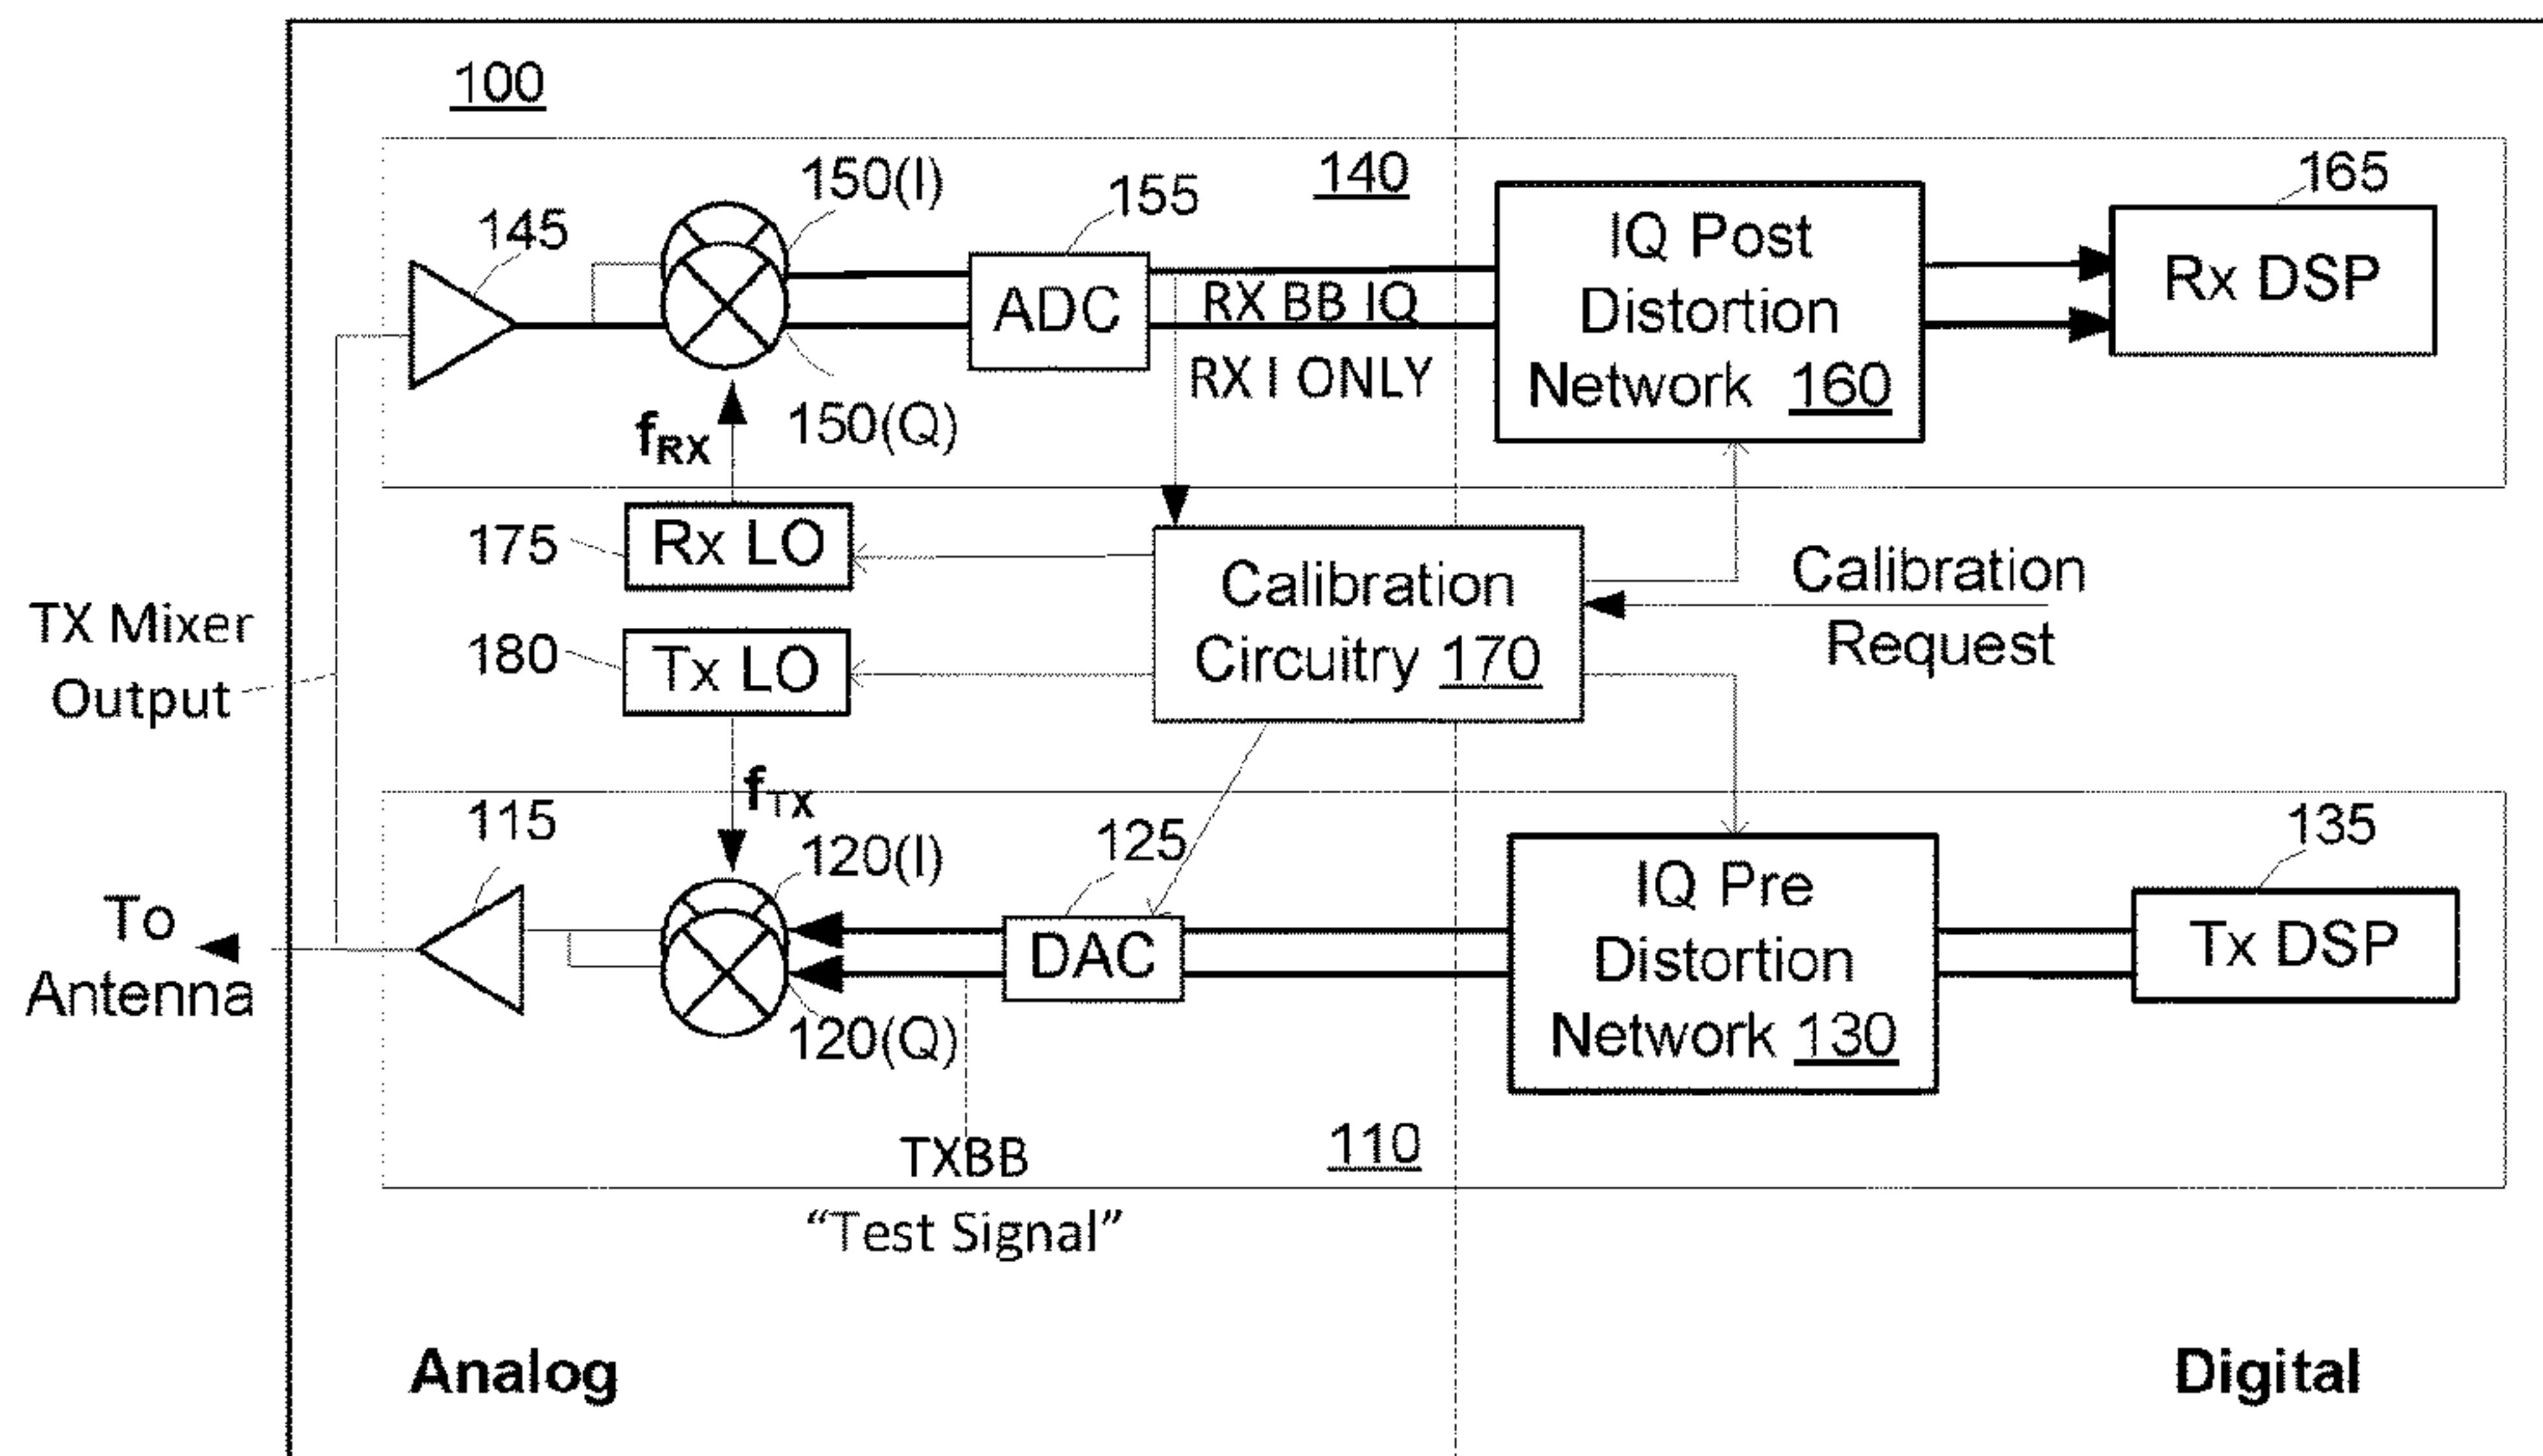 100
150(I)
140
165
145
155
IQ Post
Distortion
Network 160
Rx DSP
ADC
RX BB IQ
RX I ONLY
fRX
150(Q)
175
Rx LO
Calibration
Circuitry 170
Calibration
Request
TX Mixer
Output
180
Tx LO
fTX
115
120(I)
125
135
IQ Pre
Distortion
Network 130
Tx DSP
To
Antenna
DAC
120(Q)
TXBB
110
“Test Signal”
Analog
Digital